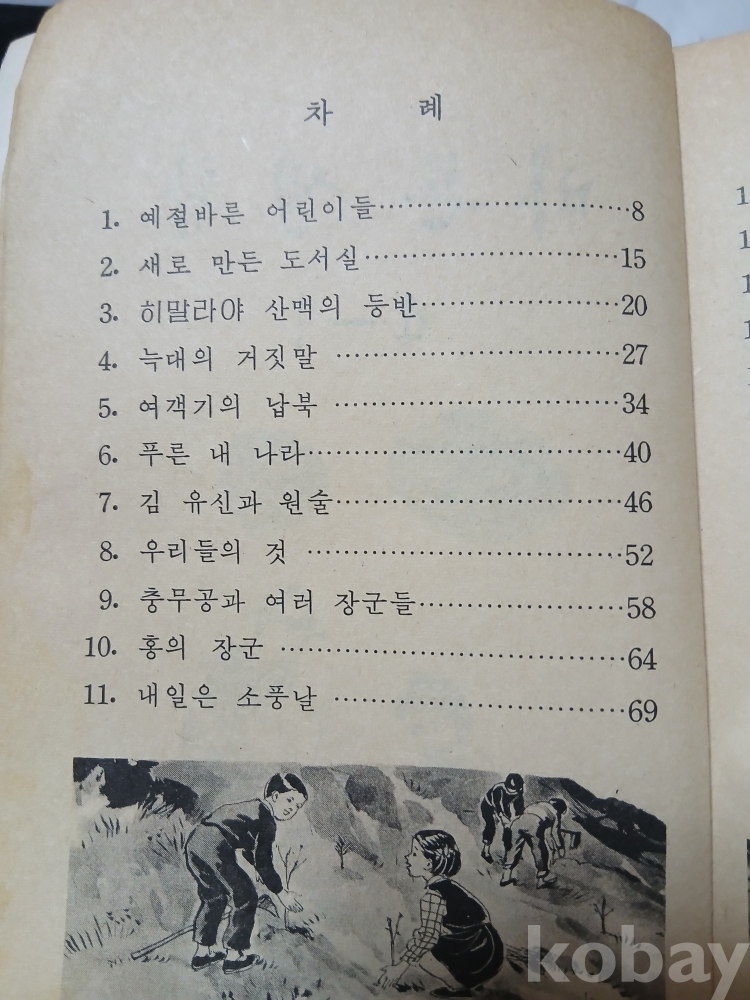 차 례
1. 예절바른 어린이들……………………8
2. 새로 만든 도서실……………………15
3. 히말라야 산맥의 등반………………20
4. 늑대의 거짓말 ………………………27
5. 여객기의 납북 ………………………34
6. 푸른 내 나라…………………………40
7. 김 유신과 원술………………………46
8. 우리들의 것 …………………………52
9. 충무공과 여러 장군들………………58
10. 홍의 장군 ……………………………64
11. 내일은 소풍날 ………………………69
kobay